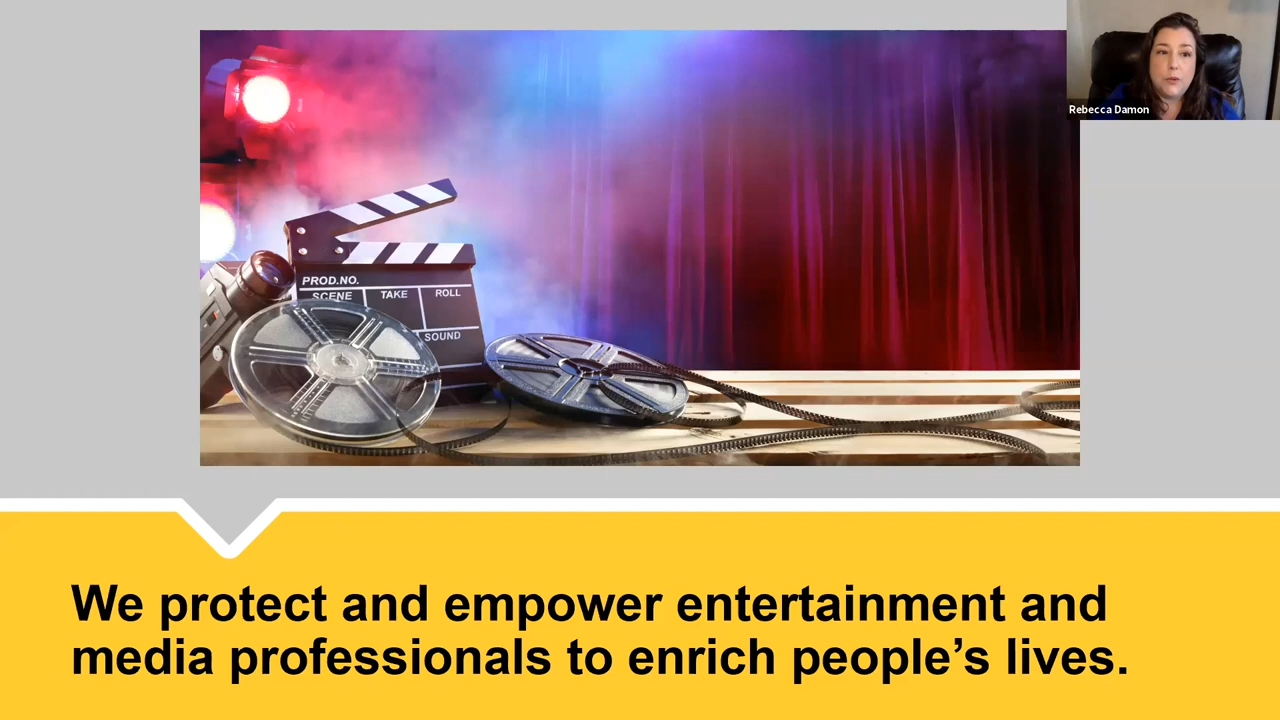 Rebecca Damon
PROD.NO.
SCENE TAKE ROLL
SOUND
We protect and empower entertainment and
media professionals to enrich people’s lives.